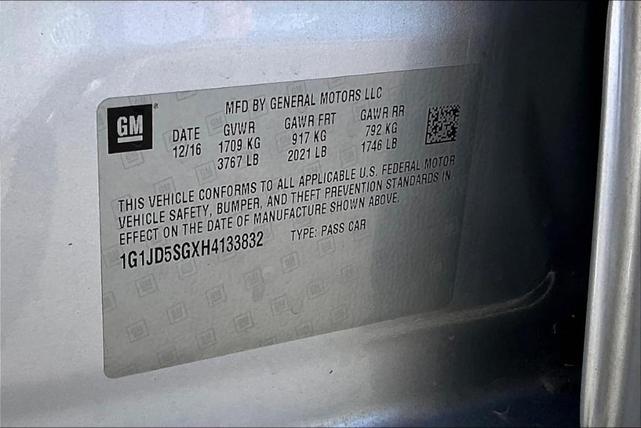 GM
MFD BY GENERAL MOTORS LLC
DATE GVWR GAWR FRT GAWR RR
12/16 1709 KG 917 KG 792 KG
3767 LB 2021 LB 1746 LB
THIS VEHICLE CONFORMS TO ALL APPLICABLE U.S. FEDERAL MOTOR
VEHICLE SAFETY, BUMPER, AND THEFT PREVENTION STANDARDS IN
EFFECT ON THE DATE OF MANUFACTURE SHOWN ABOVE.
1G1JD5SGXH4133832 TYPE: PASS CAR